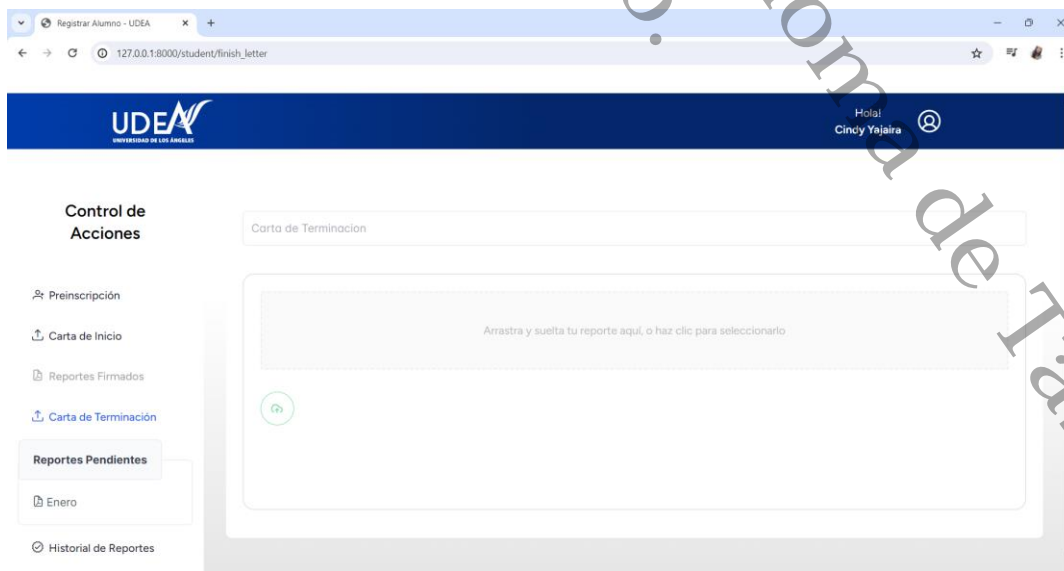 Registrar Alumno - UDEA
127.0.0.1:8000/student/finish_letter
UDEA
UNIVERSIDAD DE LOS ÁNGELES
Hola!
Cindy Yajaira
Control de
Acciones
Carta de Terminacion
Preinscripción
Arrastra y suelta tu reporte aquí, o haz clic para seleccionarlo
Carta de Inicio
Reportes Firmados
Carta de Terminación
Reportes Pendientes
Enero
Historial de Reportes